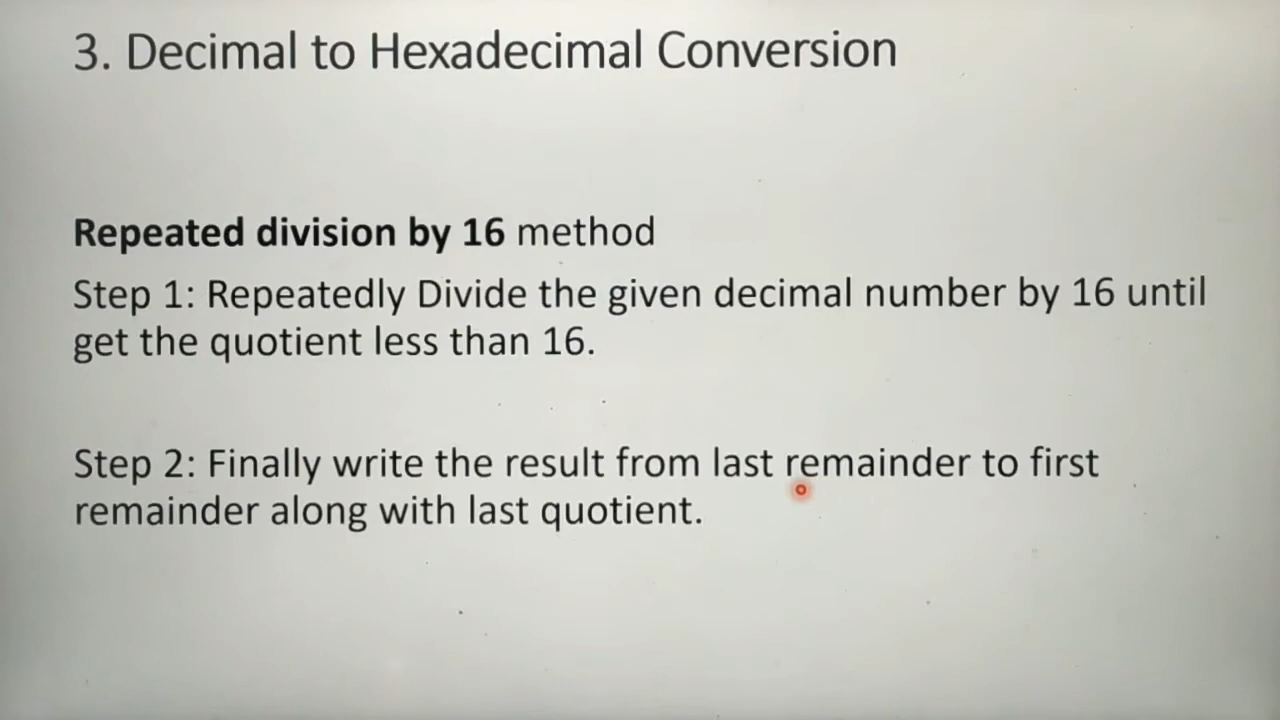 3. Decimal to Hexadecimal Conversion
Repeated division by 16 method
Step 1: Repeatedly Divide the given decimal number by 16 until
get the quotient less than 16.
Step 2: Finally write the result from last remainder to first
remainder along with last quotient.